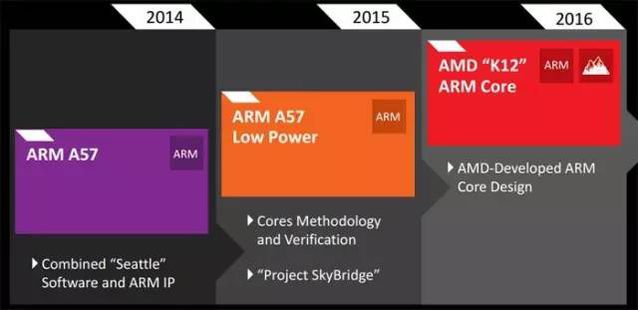 2014
2015
2016
ARM A57
ARM
Combined “Seattle”
Software and ARM IP
ARM A57
Low Power
ARM
Cores Methodology
and Verification
“Project SkyBridge”
AMD “K12”
ARM Core
ARM
AMD-Developed ARM
Core Design